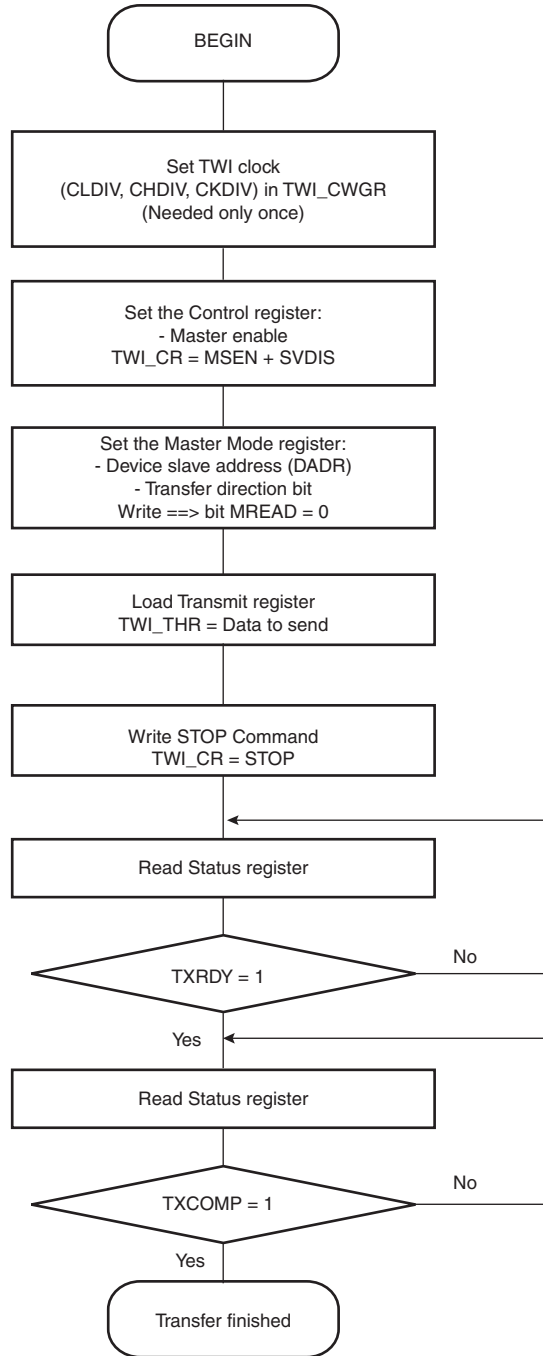 BEGIN
Set TWI clock
(CLDIV, CHDIV, CKDIV) in TWI_CWGR
(Needed only once)
Set the Control register:
- Master enable
TWI_CR = MSEN + SVDIS
Set the Master Mode register:
- Device slave address (DADR)
- Transfer direction bit
Write ==> bit MREAD = 0
Load Transmit register
TWI_THR = Data to send
Write STOP Command
TWI_CR = STOP
Read Status register
No
TXRDY = 1
Yes
Read Status register
No
TXCOMP = 1
Yes
Transfer finished